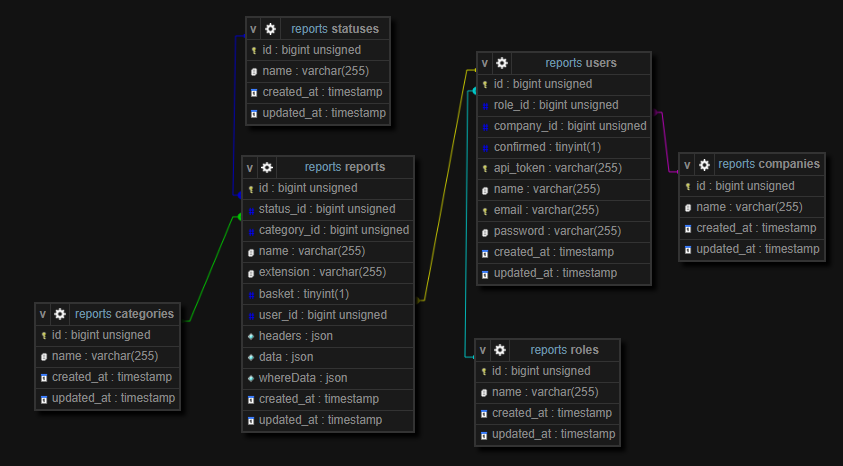 v reports statuses
id : bigint unsigned
name : varchar(255)
created_at : timestamp
updated_at : timestamp
v reports reports
id : bigint unsigned
status_id : bigint unsigned
category_id : bigint unsigned
name : varchar(255)
extension : varchar(255)
basket : tinyint(1)
user_id : bigint unsigned
headers : json
data : json
whereData : json
created_at : timestamp
updated_at : timestamp
v reports categories
id : bigint unsigned
name : varchar(255)
created_at : timestamp
updated_at : timestamp
v reports users
id : bigint unsigned
role_id : bigint unsigned
company_id : bigint unsigned
confirmed : tinyint(1)
api_token : varchar(255)
name : varchar(255)
email : varchar(255)
password : varchar(255)
created_at : timestamp
updated_at : timestamp
v reports companies
id : bigint unsigned
name : varchar(255)
created_at : timestamp
updated_at : timestamp
v reports roles
id : bigint unsigned
name : varchar(255)
created_at : timestamp
updated_at : timestamp